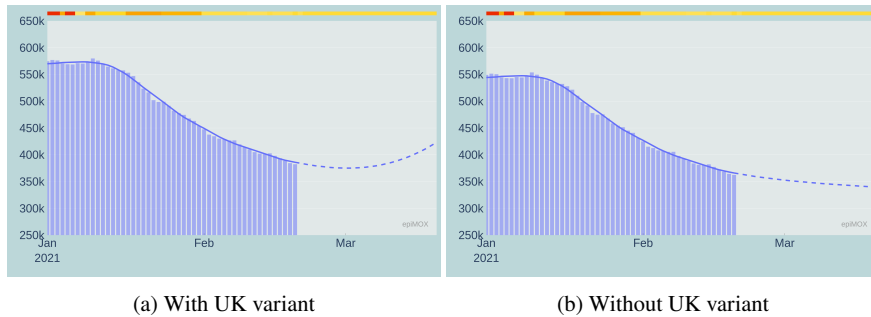 650k
600k
550k
500k
450k
400k
350k
300k
250k
Jan
2021
Feb
Mar
epiMOX
(a) With UK variant
650k
600k
550k
500k
450k
400k
350k
300k
250k
Jan
2021
Feb
Mar
epiMOX
(b) Without UK variant